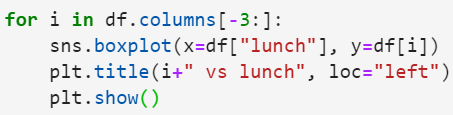 for i in df.columns[-3:]:
    sns.boxplot(x=df["lunch"], y=df[i])
    plt.title(i+" vs lunch", loc="left")
    plt.show()